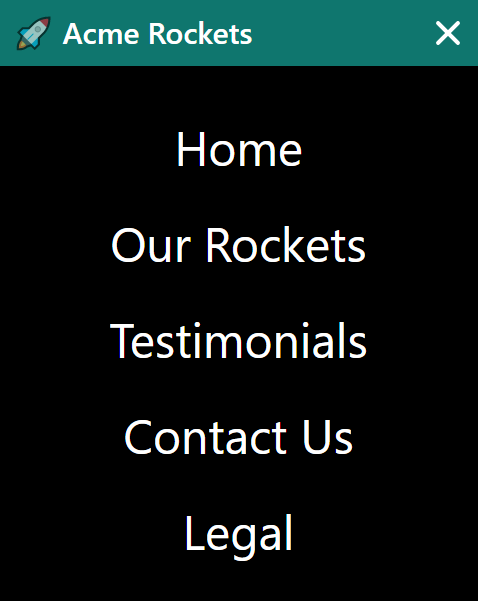 Acme Rockets
Home
Our Rockets
Testimonials
Contact Us
Legal